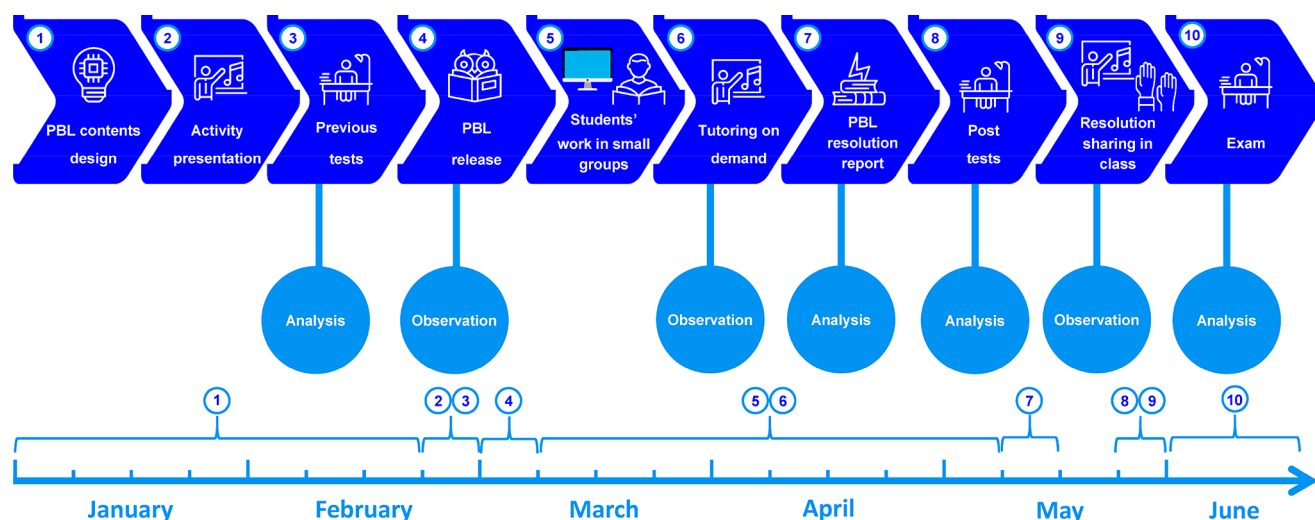 1
PBL contents
design
2
Activity
presentation
3
Previous
tests
4
PBL
release
5
Students'
work in small
groups
6
Tutoring on
demand
7
PBL
resolution
report
8
Post
tests
9
Resolution
sharing in
class
10
Exam
Analysis
Observation
Observation
Analysis
Analysis
Observation
Analysis
1
2 3
4
5 6
7
8 9
10
January
February
March
April
May
June